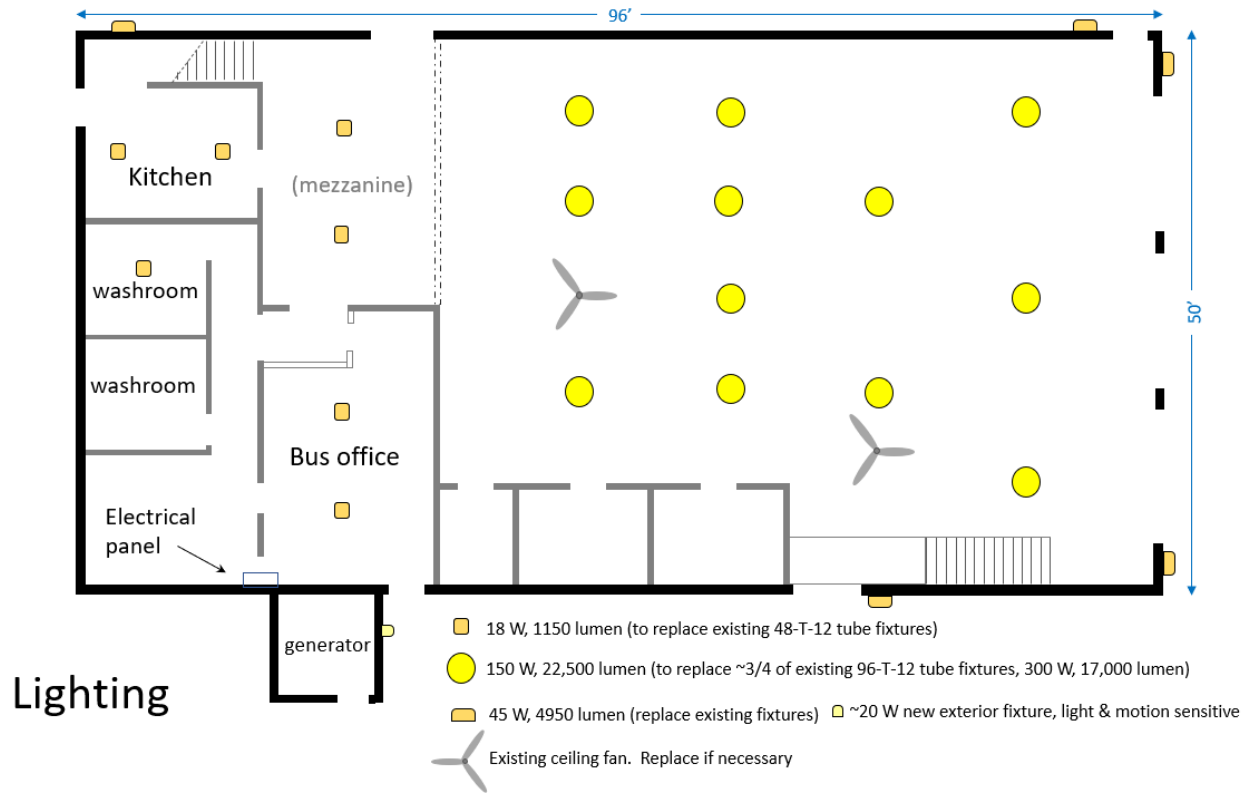 96’
Kitchen
(mezzanine)
washroom
50’
washroom
Bus office
Electrical
panel
generator
18 W, 1150 lumen (to replace existing 48-T-12 tube fixtures)
150 W, 22,500 lumen (to replace ~3/4 of existing 96-T-12 tube fixtures, 300 W, 17,000 lumen)
Lighting
45 W, 4950 lumen (replace existing fixtures)
~20 W new exterior fixture, light & motion sensitive
Existing ceiling fan.  Replace if necessary